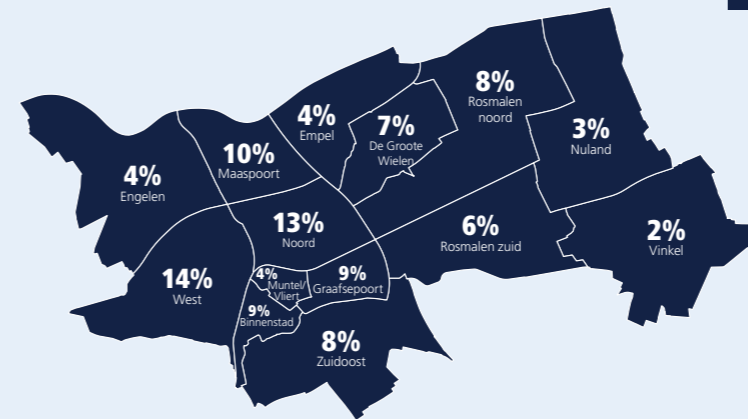 8%
Rosmalen
noord
4%
Empel
7%
De Groote
Wielen
3%
Nuland
10%
Maaspoort
4%
Engelen
13%
Noord
6%
Rosmalen zuid
2%
Vinkel
14%
West
4%
Muntel/
Vliert
9%
Graafsepoort
9%
Binnenstad
8%
Zuidoost